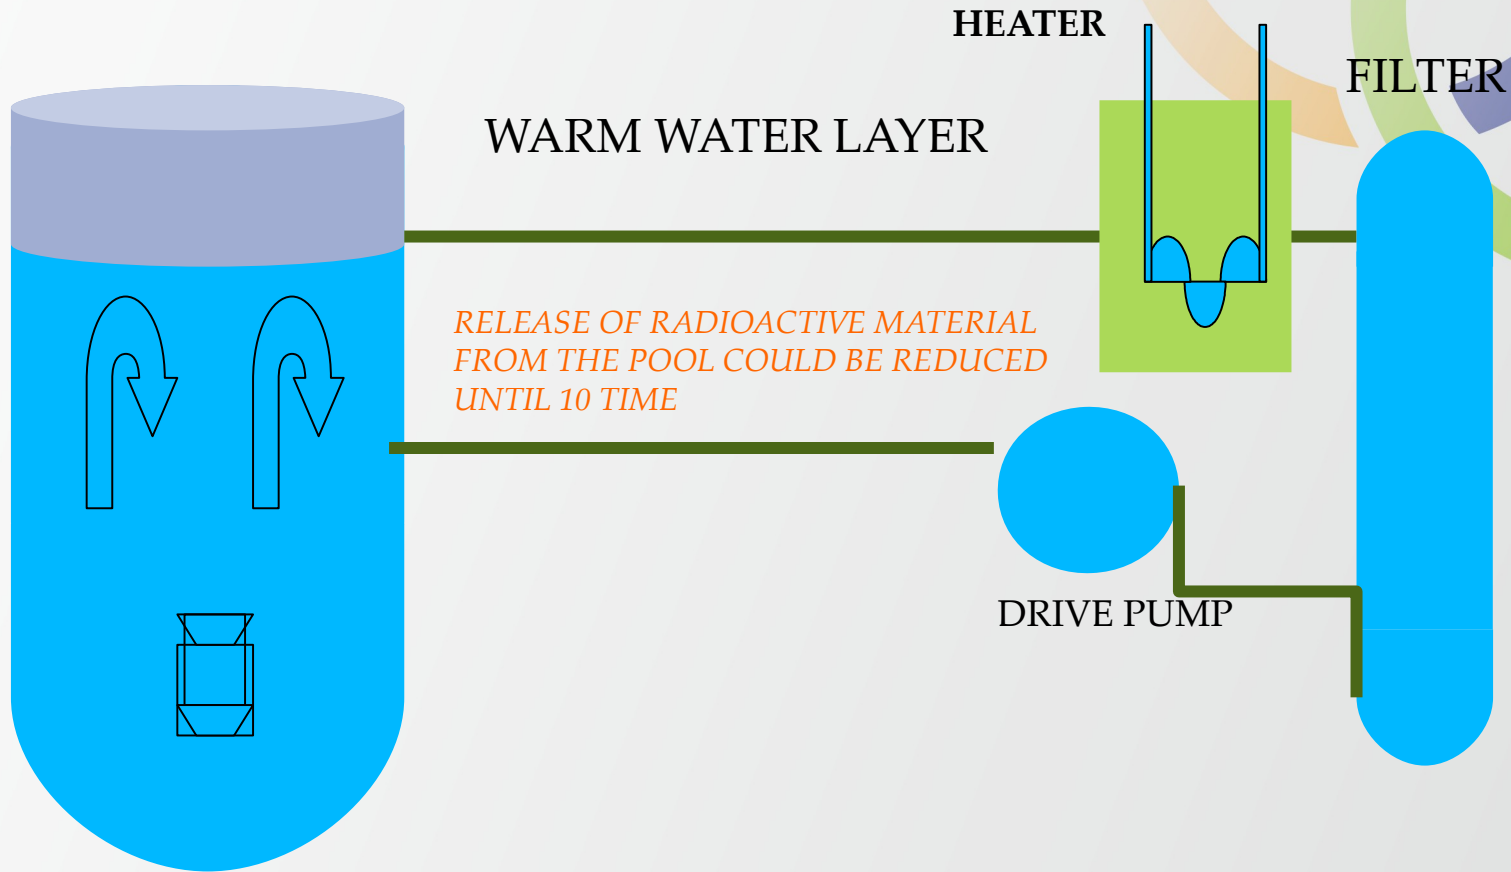 HEATER
FILTER
WARM WATER LAYER
RELEASE OF RADIOACTIVE MATERIAL
FROM THE POOL COULD BE REDUCED
UNTIL 10 TIME
DRIVE PUMP